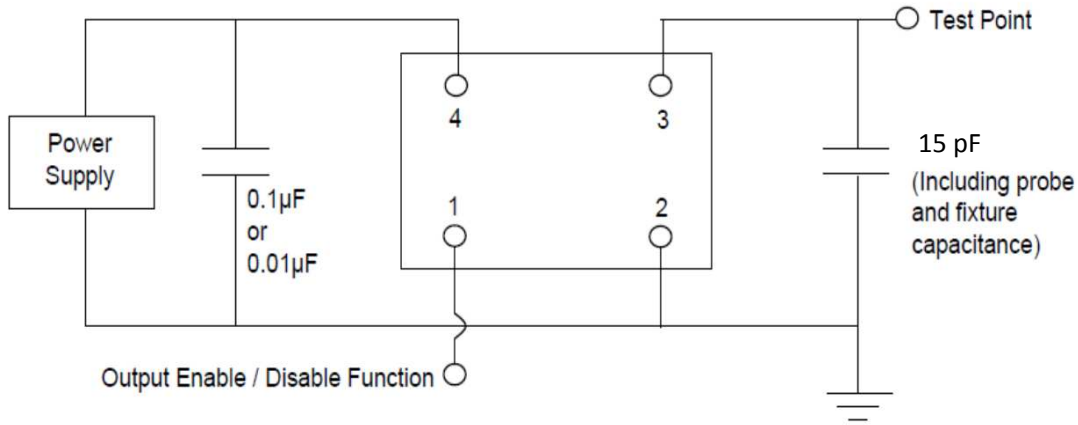 Test Point
4
3
Power
Supply
15 pF
(Including probe
and fixture
capacitance)
0.1µF
or
0.01µF
1
2
Output Enable / Disable Function